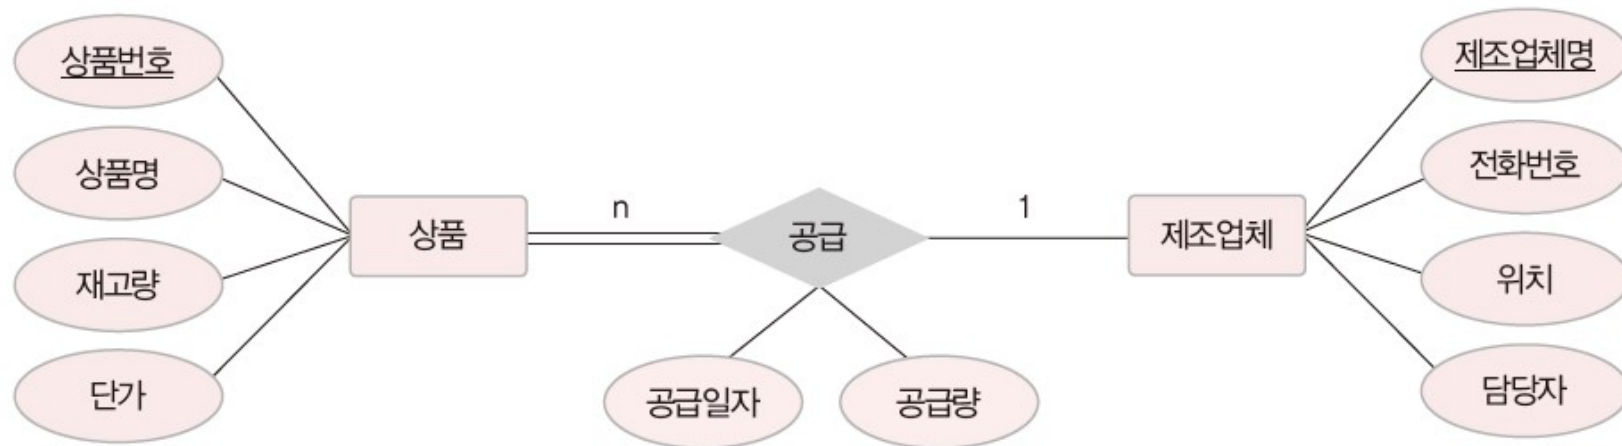 상품번호
상품명
재고량
단가
상품
n
공급
1
제조업체
공급일자
공급량
제조업체명
전화번호
위치
담당자